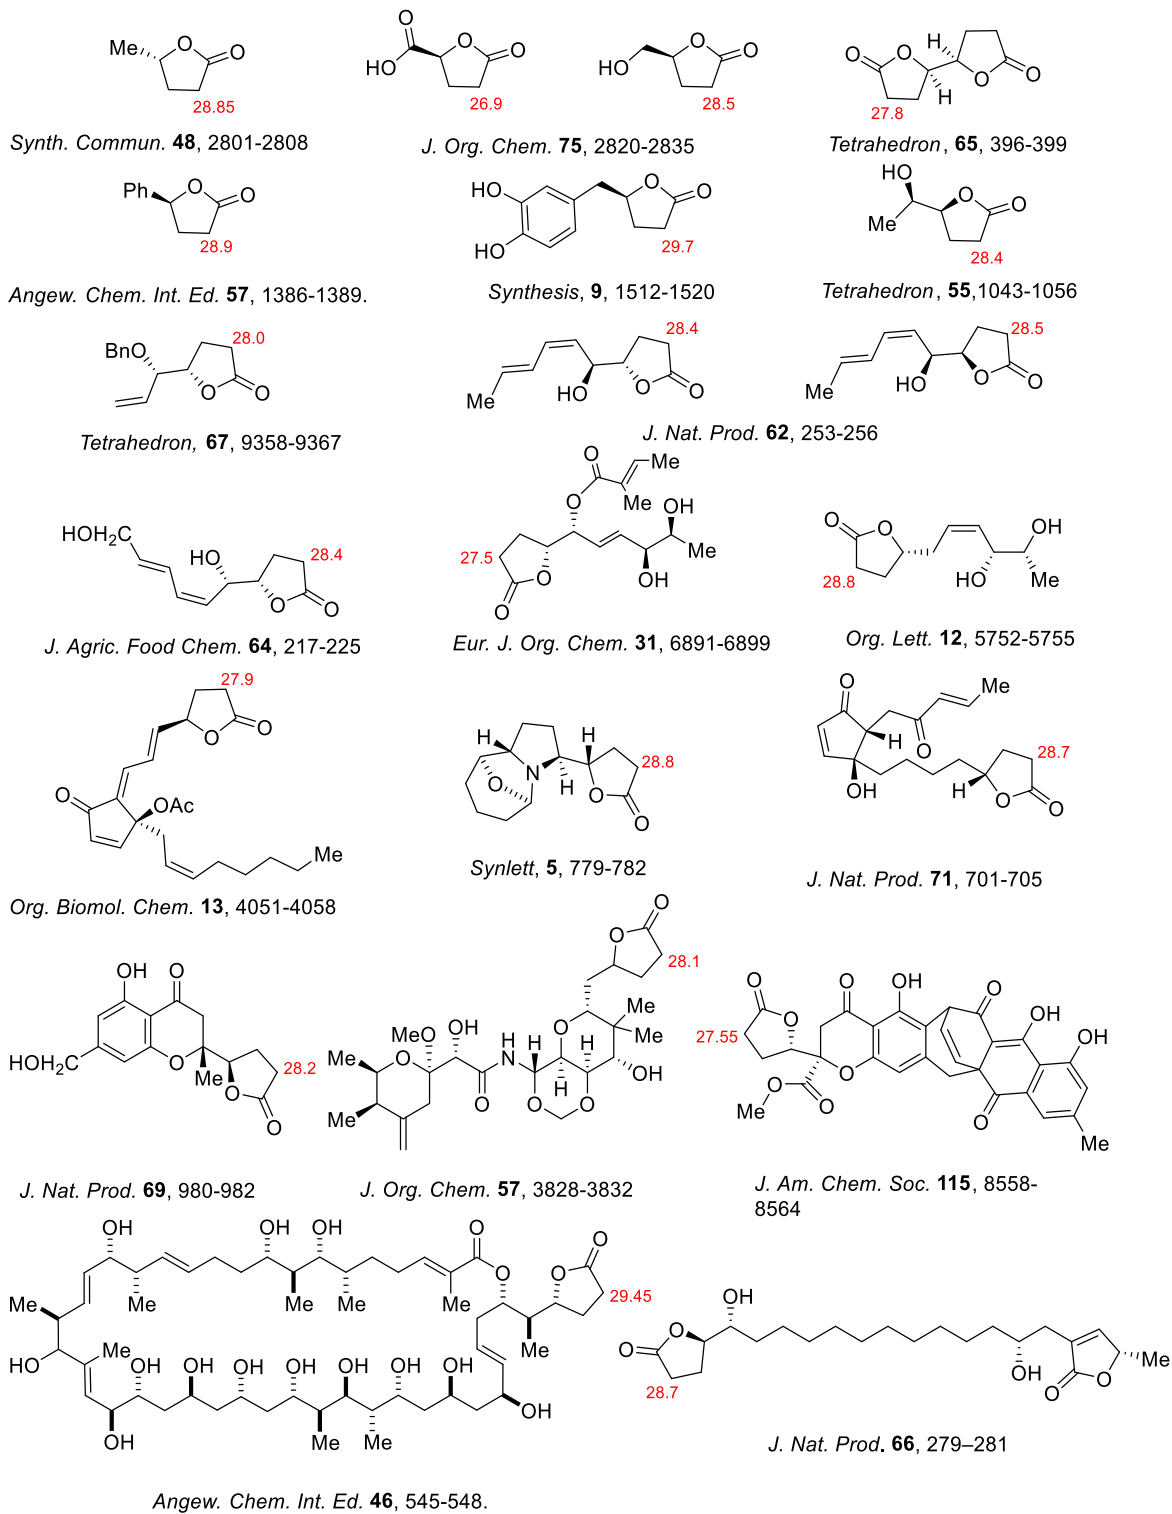 Me O O
28.85
Synth. Commun. 48, 2801-2808
O HO O O
26.9
HO O O
28.5
J. Org. Chem. 75, 2820-2835
O O H H O O
27.8
Tetrahedron, 65, 396-399
Ph O O
28.9
Angew. Chem. Int. Ed. 57, 1386-1389.
HO HO O O
29.7
Synthesis, 9, 1512-1520
HO Me O O
28.4
Tetrahedron, 55,1043-1056
BnO O O
28.0
Tetrahedron, 67, 9358-9367
Me HO O O
28.4
Me HO O O
28.5
J. Nat. Prod. 62, 253-256
HOH2C HO O O
28.4
J. Agric. Food Chem. 64, 217-225
O Me Me O OH Me OH O O
27.5
Eur. J. Org. Chem. 31, 6891-6899
O O OH HO Me
28.8
Org. Lett. 12, 5752-5755
27.9
O O O OAc Me
Org. Biomol. Chem. 13, 4051-4058
H N H H O O O
28.8
Synlett, 5, 779-782
O Me H O OH H O O
28.7
J. Nat. Prod. 71, 701-705
OH O HOH2C O Me O O
28.2
J. Nat. Prod. 69, 980-982
O O
28.1
MeO OH Me O Me O HN H H O H H O O Me Me OH
J. Org. Chem. 57, 3828-3832
O O O OH O OH OH
27.55
O O MeO O Me
J. Am. Chem. Soc. 115, 8558-
8564
OH OH OH O O O O
29.45
Me Me Me Me Me
Me HO Me OH OH OH OH OH OH OH
OH Me Me OH
Angew. Chem. Int. Ed. 46, 545-548.
OH O O OH O O Me
28.7
J. Nat. Prod. 66, 279–281